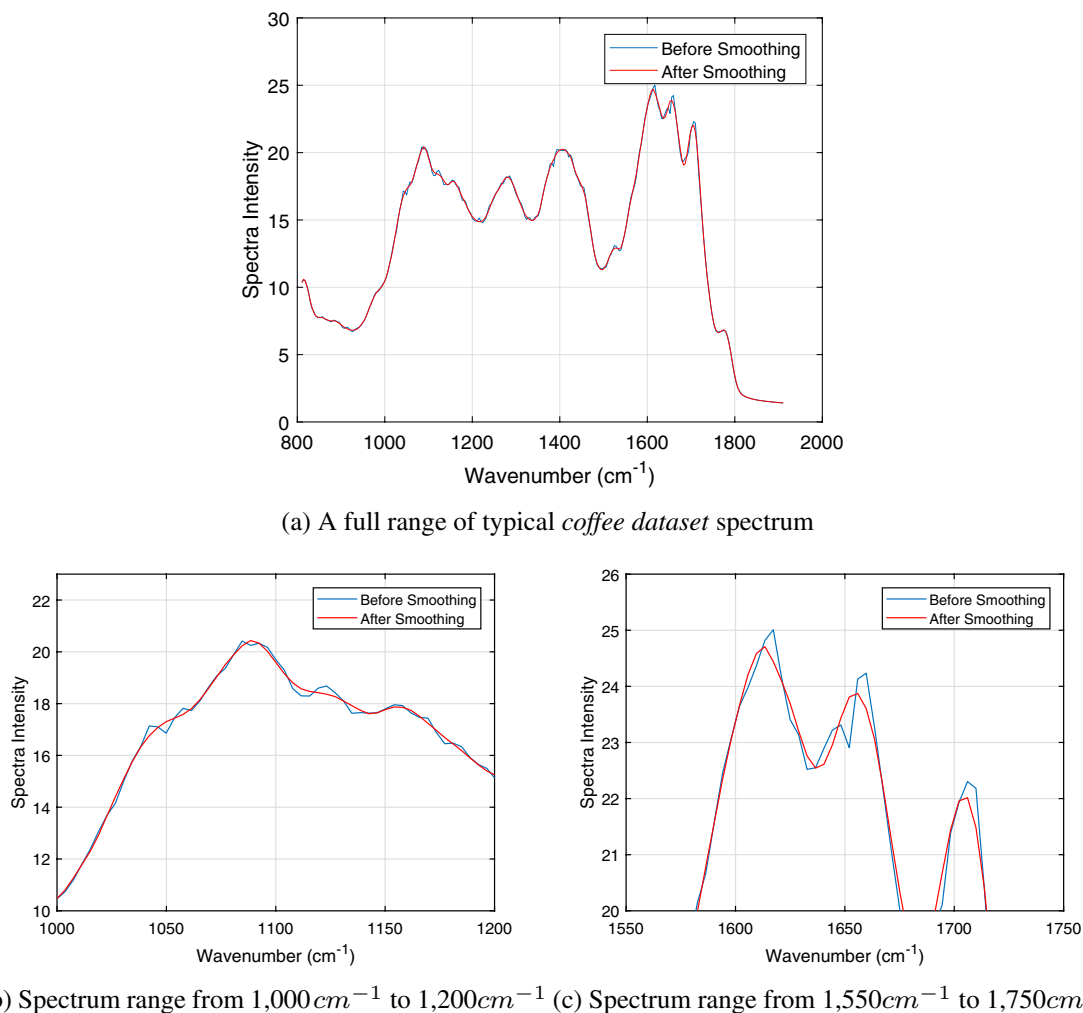 30
25
20
15
10
5
0
Spectra Intensity
Before Smoothing
After Smoothing
800 1000 1200 1400 1600 1800 2000
Wavenumber (cm⁻¹)
(a) A full range of typical coffee dataset spectrum
22
20
18
16
14
12
10
Spectra Intensity
Before Smoothing
After Smoothing
1000 1050 1100 1150 1200
Wavenumber (cm⁻¹)
26
25
24
23
22
21
20
Spectra Intensity
Before Smoothing
After Smoothing
1550 1600 1650 1700 1750
Wavenumber (cm⁻¹)
) Spectrum range from 1,000cm⁻¹ to 1,200cm⁻¹ (c) Spectrum range from 1,550cm⁻¹ to 1,750cm